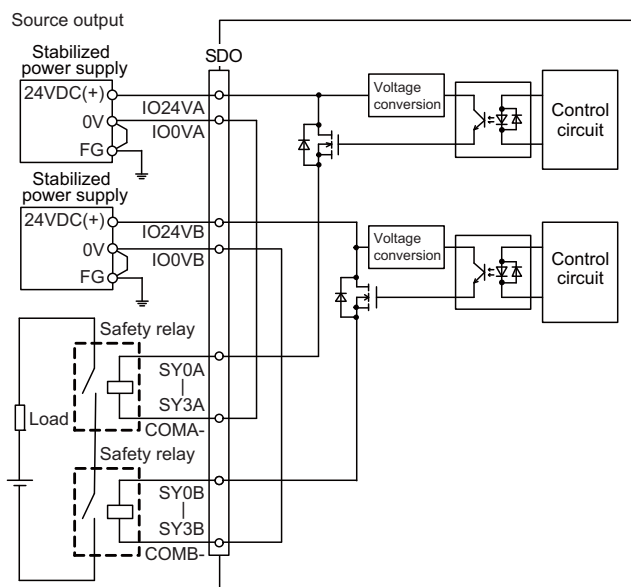 Source output
Stabilized
power supply
SDO
24VDC(+)
IO24VA
0V
IO0VA
FG
Voltage
conversion
Control
circuit
Stabilized
power supply
24VDC(+)
IO24VB
0V
IO0VB
FG
Voltage
conversion
Control
circuit
Safety relay
SY0A
SY3A
COMA-
Load
Safety relay
SY0B
SY3B
COMB-